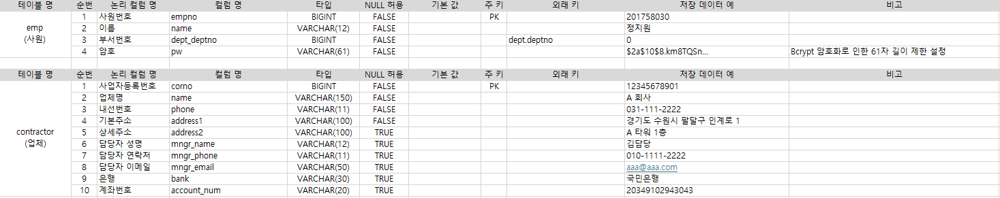 테이블 명 순번 논리 컬럼 명 컬럼 명 타입 NULL 허용 기본 값 주 키 외래 키 저장 데이터 예 비고
emp
(사원)
1 사원번호 empno BIGINT FALSE PK 201758030
2 이름 name VARCHAR(12) FALSE 정지원
3 부서번호 dept_deptno BIGINT FALSE dept.deptno 0
4 암호 pw VARCHAR(61) FALSE $2a$10$8.km8TQSn... Bcrypt 암호화로 인한 61자 길이 제한 설정
테이블 명 순번 논리 컬럼 명 컬럼 명 타입 NULL 허용 기본 값 주 키 외래 키 저장 데이터 예 비고
contractor
(업체)
1 사업자등록번호 corno BIGINT FALSE PK 12345678901
2 업체명 name VARCHAR(150) FALSE A 회사
3 내선번호 phone VARCHAR(11) FALSE 031-111-2222
4 기본주소 address1 VARCHAR(100) FALSE 경기도 수원시 팔달구 인계로 1
5 상세주소 address2 VARCHAR(100) TRUE A 타워 1층
6 담당자 성명 mngr_name VARCHAR(12) TRUE 김담당
7 담당자 연락처 mngr_phone VARCHAR(11) TRUE 010-1111-2222
8 담당자 이메일 mngr_email VARCHAR(50) TRUE aaa@aaa.com
9 은행 bank VARCHAR(30) TRUE 국민은행
10 계좌번호 account_num VARCHAR(20) TRUE 20349102943043